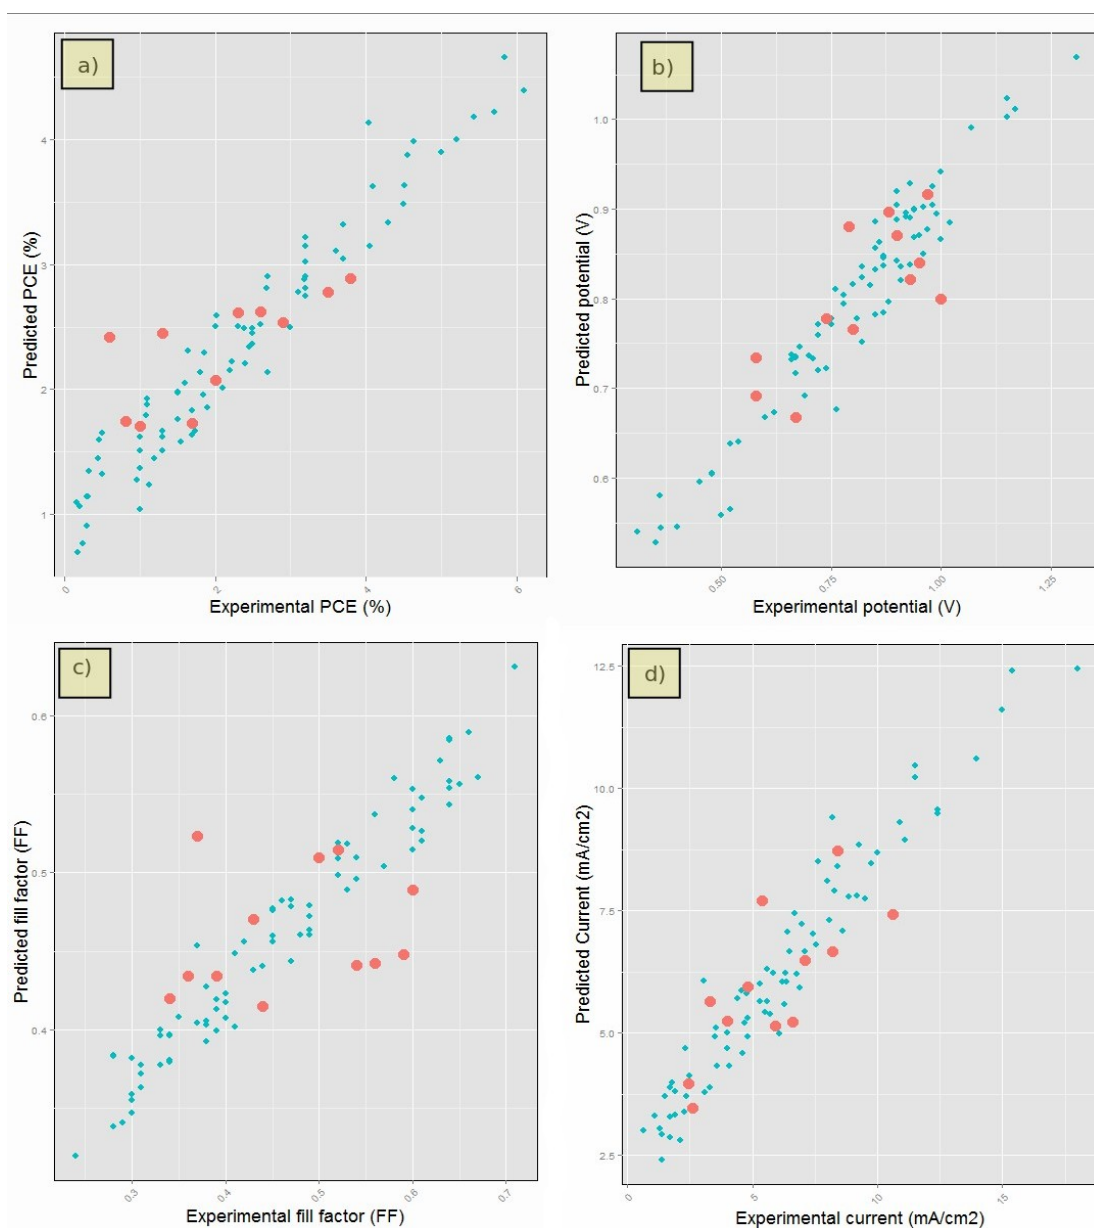 a)
Predicted PCE (%)
4
3
2
1
0
2
4
6
Experimental PCE (%)
b)
Predicted potential (V)
1.0
0.9
0.8
0.7
0.6
0.50
0.75
1.00
1.25
Experimental potential (V)
c)
Predicted fill factor (FF)
0.6
0.5
0.4
0.3
0.4
0.5
0.6
0.7
Experimental fill factor (FF)
d)
Predicted Current (mA/cm2)
12.5
10.0
7.5
5.0
2.5
0
5
10
15
Experimental current (mA/cm2)